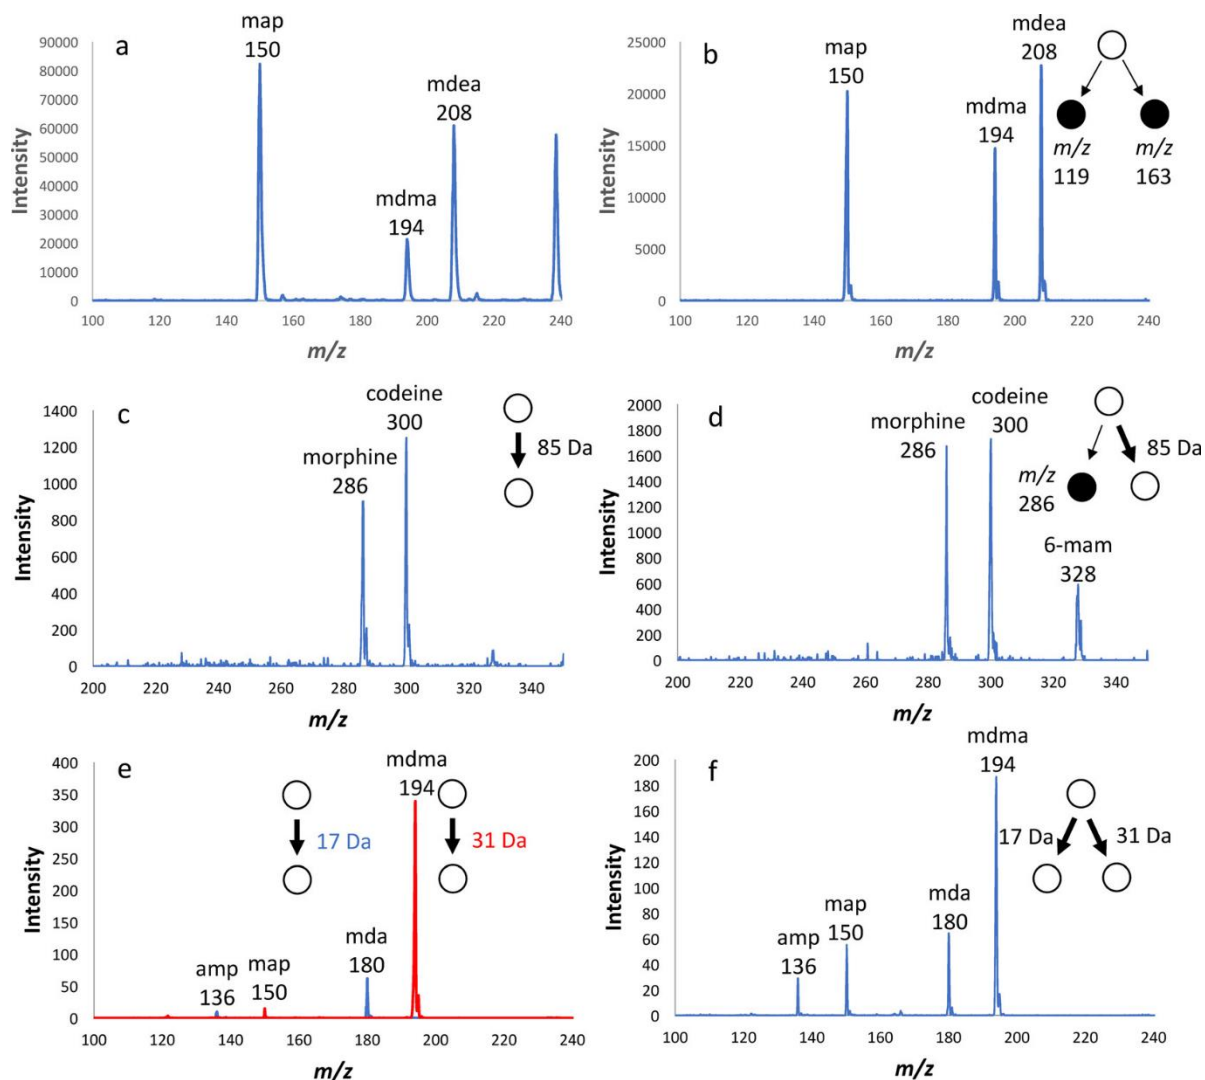 a
map
150
mdma
194
mdea
208
Intensity
90000
80000
70000
60000
50000
40000
30000
20000
10000
0
100 120 140 160 180 200 220 240
m/z
b
map
150
mdma
194
mdea
208
m/z
119
m/z
163
Intensity
25000
20000
15000
10000
5000
0
100 120 140 160 180 200 220 240
m/z
c
morphine
286
codeine
300
85 Da
Intensity
1400
1200
1000
800
600
400
200
0
200 220 240 260 280 300 320 340
m/z
d
morphine
286
codeine
300
6-mam
328
m/z
286
85 Da
Intensity
2000
1800
1600
1400
1200
1000
800
600
400
200
0
200 220 240 260 280 300 320 340
m/z
e
amp
136
map
150
mda
180
mdma
194
17 Da
31 Da
Intensity
400
350
300
250
200
150
100
50
0
100 120 140 160 180 200 220 240
m/z
f
amp
136
map
150
mda
180
mdma
194
17 Da
31 Da
Intensity
200
180
160
140
120
100
80
60
40
20
0
100 120 140 160 180 200 220 240
m/z